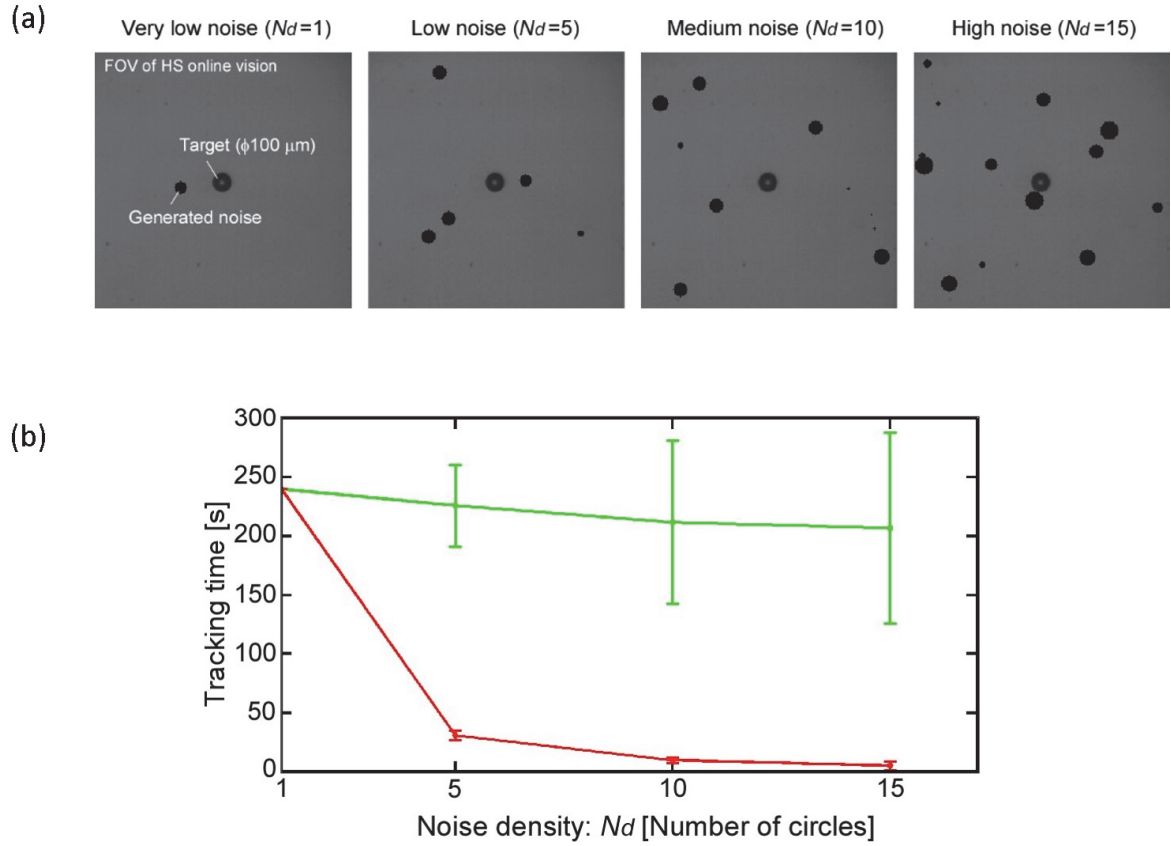 (a)
Very low noise (Nd=1)
Low noise (Nd=5)
Medium noise (Nd=10)
High noise (Nd=15)
FOV of HS online vision
Target (ϕ100 μm)
Generated noise
(b)
300
250
200
150
100
50
0
Tracking time [s]
1
5
10
15
Noise density: Nd [Number of circles]